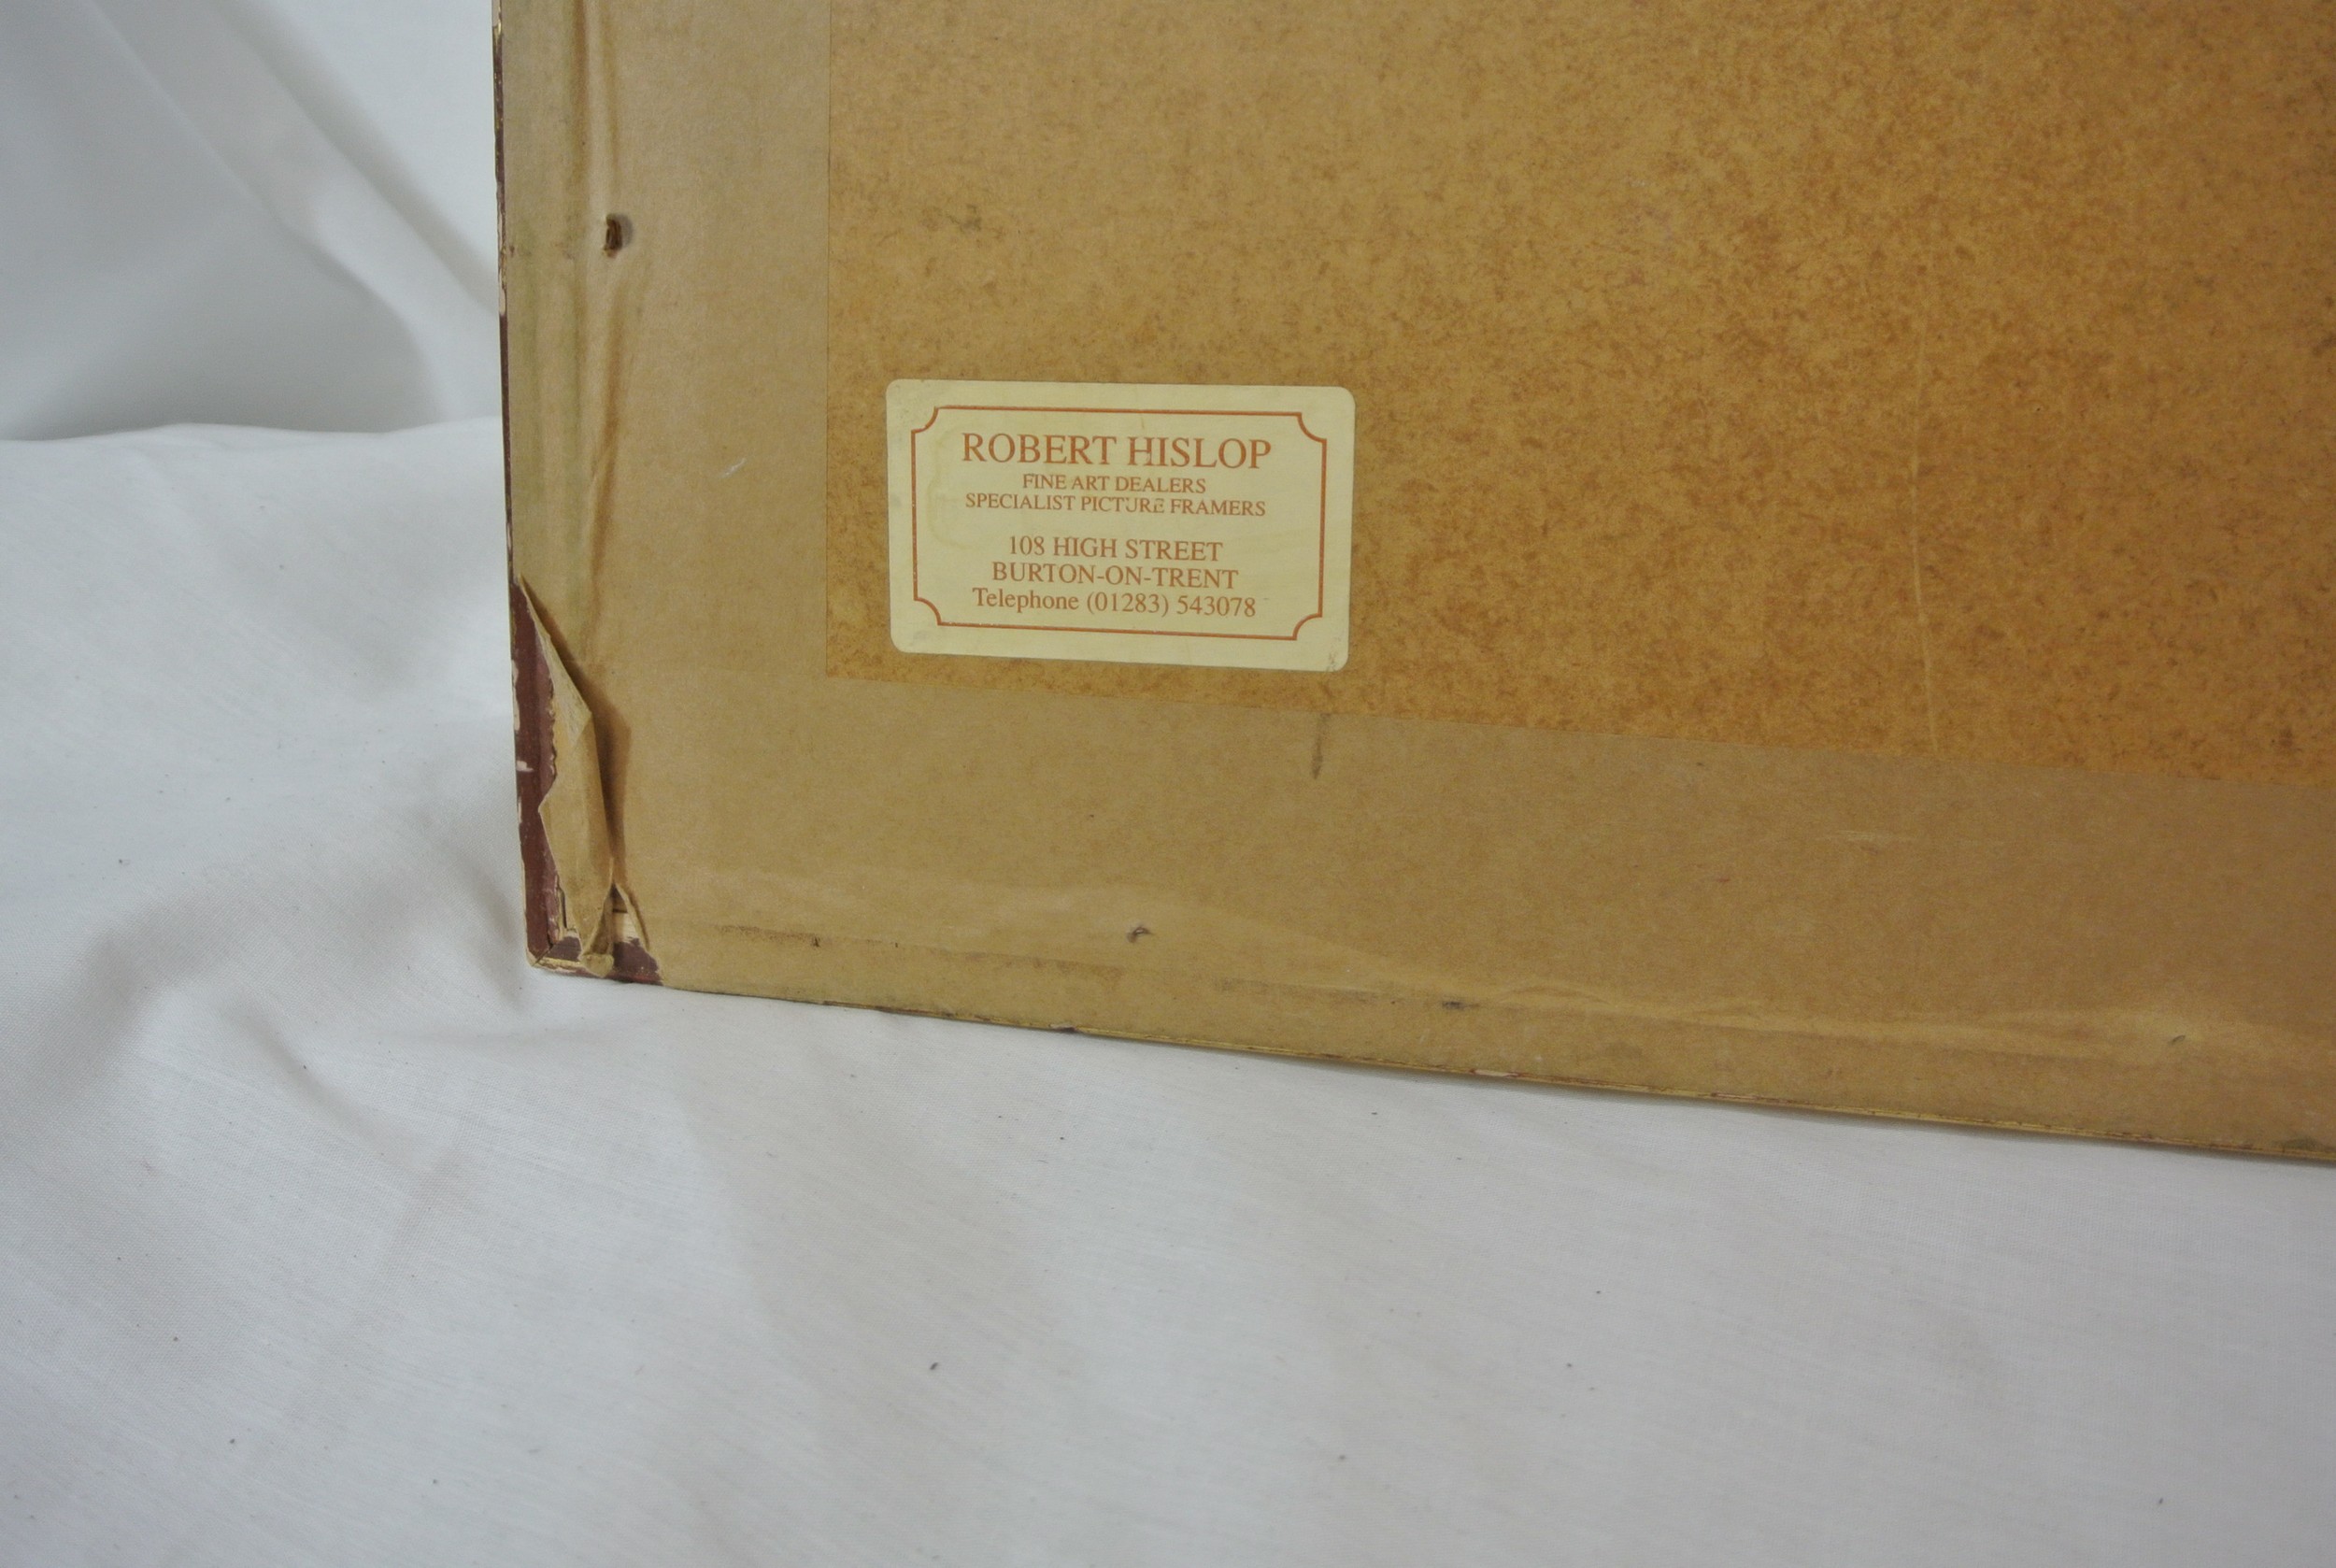 ROBERT HISLOP
FINE ART DEALERS
SPECIALIST PICTURE FRAMERS
108 HIGH STREET
BURTON-ON-TRENT
Telephone (01283) 543078